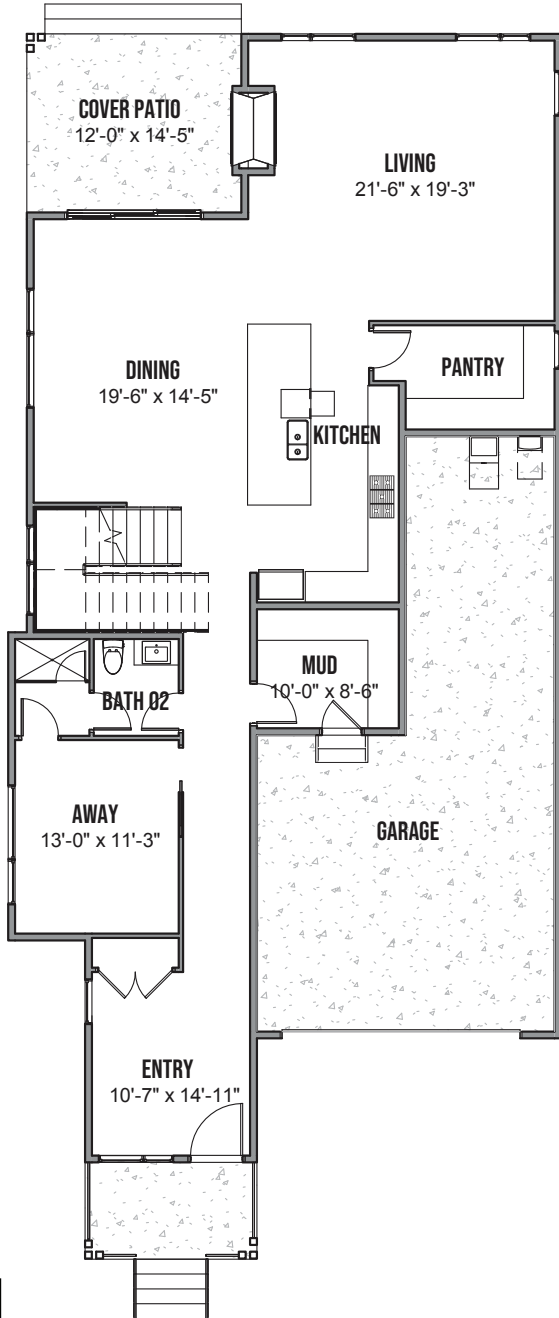 COVER PATIO
12'-0" x 14'-5"
LIVING
21'-6" x 19'-3"
DINING
19'-6" x 14'-5"
PANTRY
KITCHEN
MUD
10'-0" x 8'-6"
BATH 02
AWAY
13'-0" x 11'-3"
GARAGE
ENTRY
10'-7" x 14'-11"